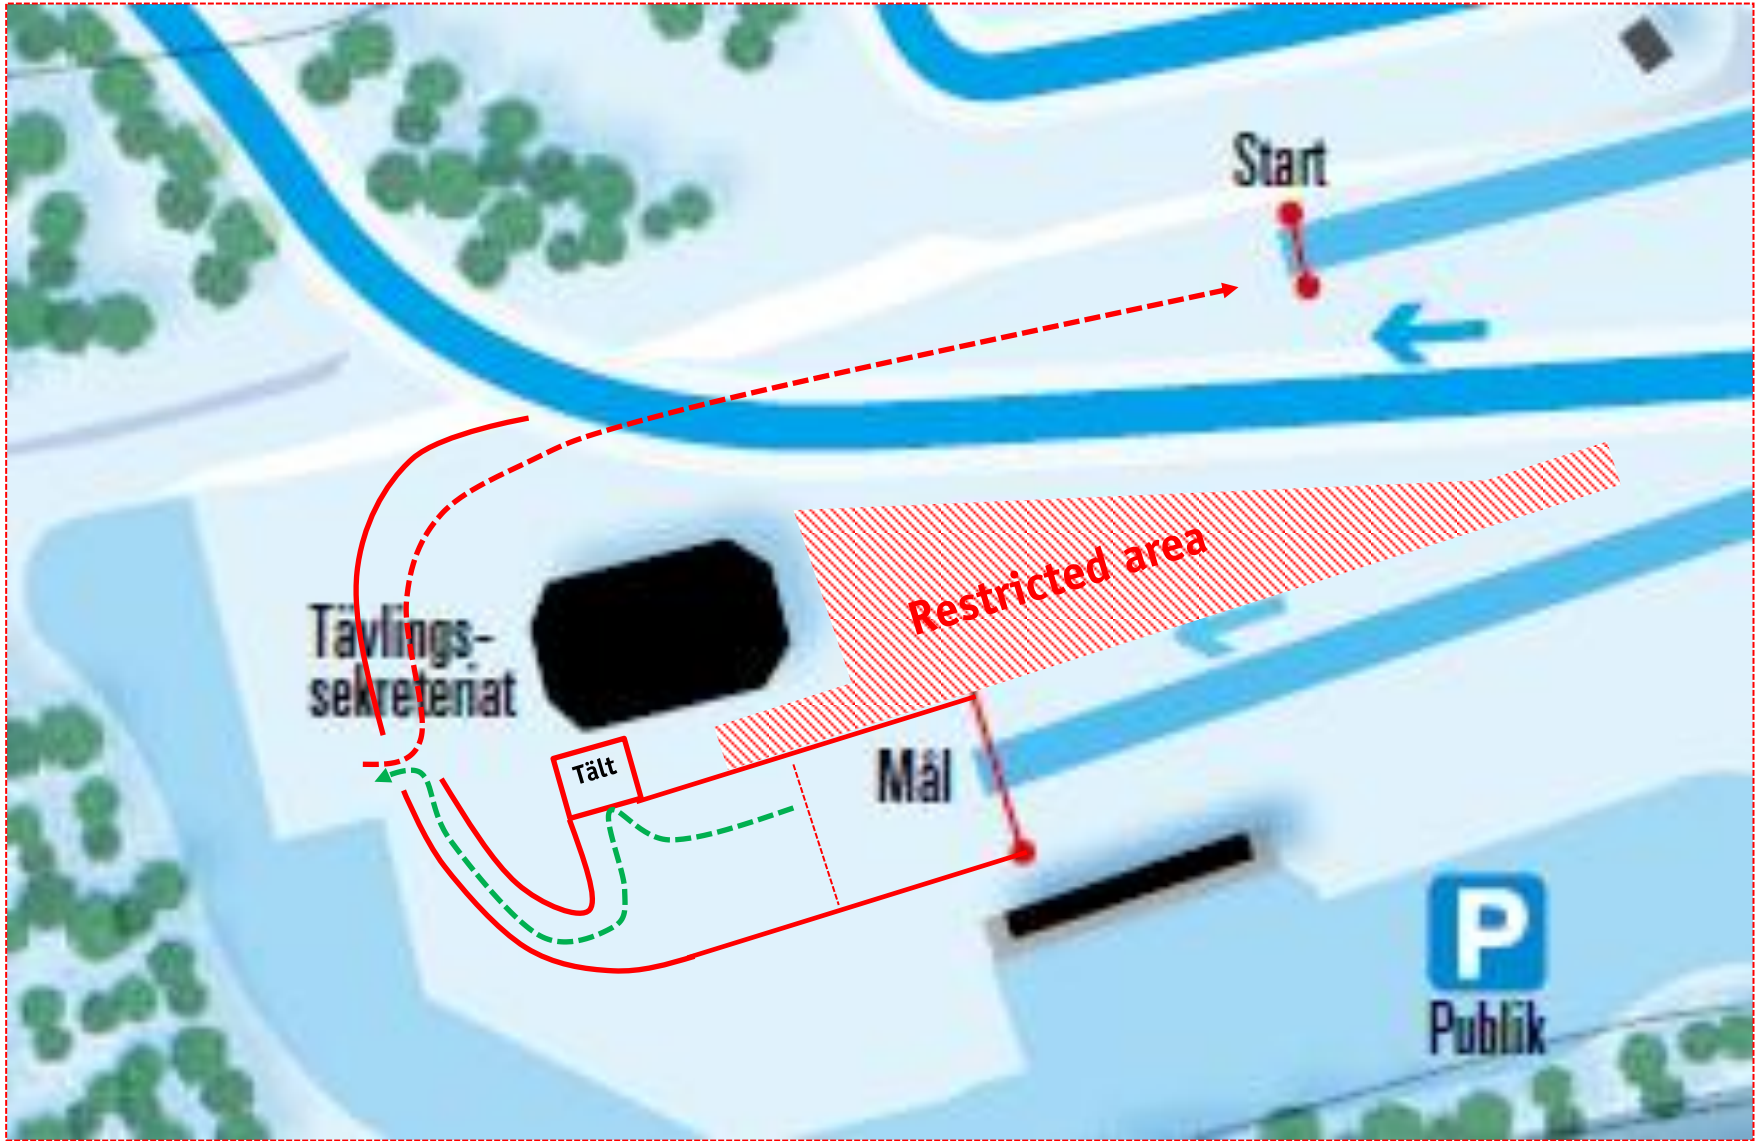 Start
Restricted area
Tävlings-
sekreteriat
Tält
Mål
P
Publik